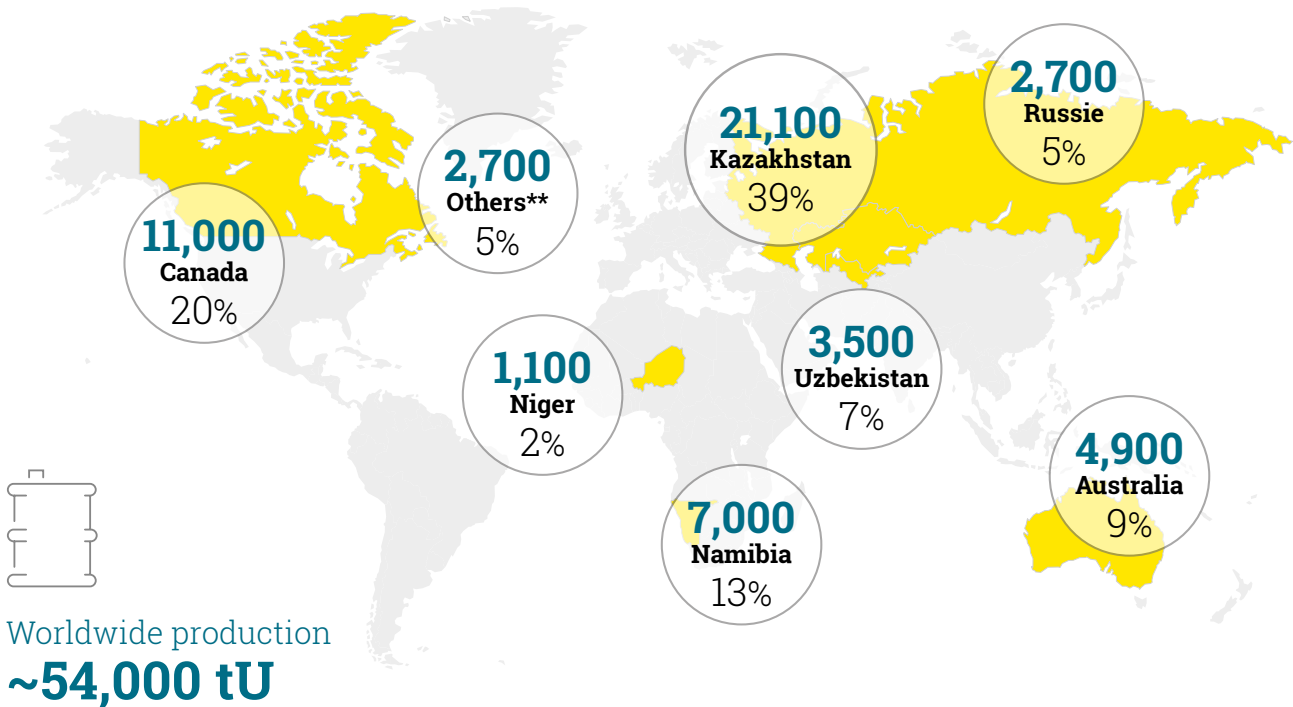 2,700
Russie
5%
21,100
Kazakhstan
39%
2,700
Others**
5%
11,000
Canada
20%
3,500
Uzbekistan
7%
1,100
Niger
2%
4,900
Australia
9%
7,000
Namibia
13%
Worldwide production
~54,000 tU